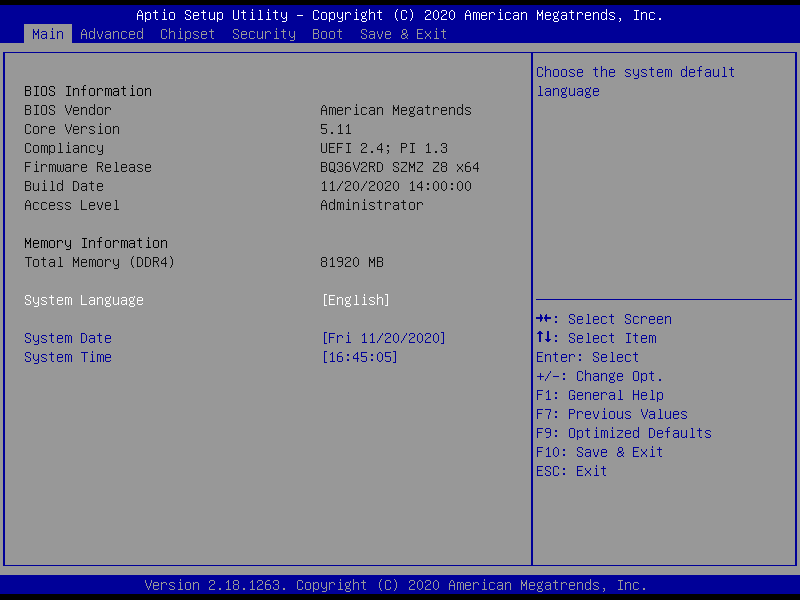 Aptio Setup Utility – Copyright (C) 2020 American Megatrends, Inc.
Main Advanced Chipset Security Boot Save & Exit
BIOS Information
BIOS Vendor American Megatrends
Core Version 5.11
Compliancy UEFI 2.4; PI 1.3
Firmware Release BQ36V2RD SZMZ Z8 x64
Build Date 11/20/2020 14:00:00
Access Level Administrator
Memory Information
Total Memory (DDR4) 81920 MB
System Language [English]
System Date [Fri 11/20/2020]
System Time [16:45:05]
Choose the system default
language
→←: Select Screen
↑↓: Select Item
Enter: Select
+/-: Change Opt.
F1: General Help
F7: Previous Values
F9: Optimized Defaults
F10: Save & Exit
ESC: Exit
Version 2.18.1263. Copyright (C) 2020 American Megatrends, Inc.